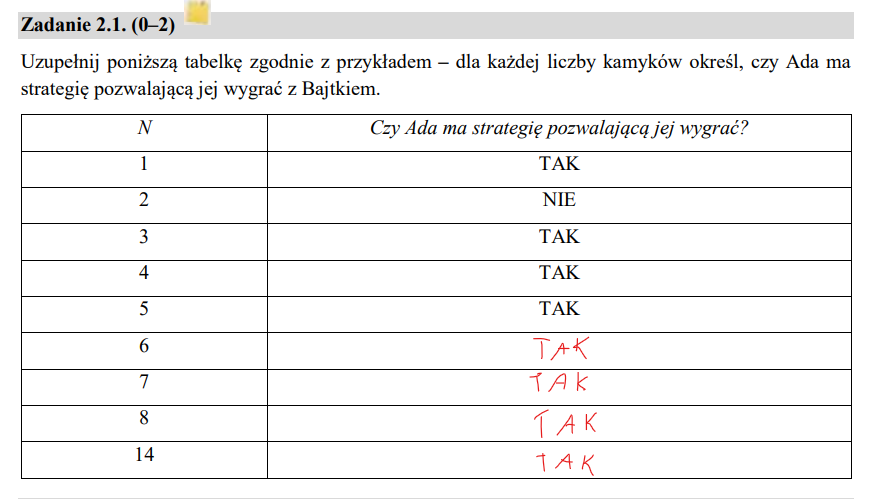 Zadanie 2.1. (0–2)
Uzupełnij poniższą tabelkę zgodnie z przykładem – dla każdej liczby kamyków określ, czy Ada ma
strategię pozwalającą jej wygrać z Bajtkiem.
N Czy Ada ma strategię pozwalającą jej wygrać?
1 TAK
2 NIE
3 TAK
4 TAK
5 TAK
6 TAK
7 TAK
8 TAK
14 TAK